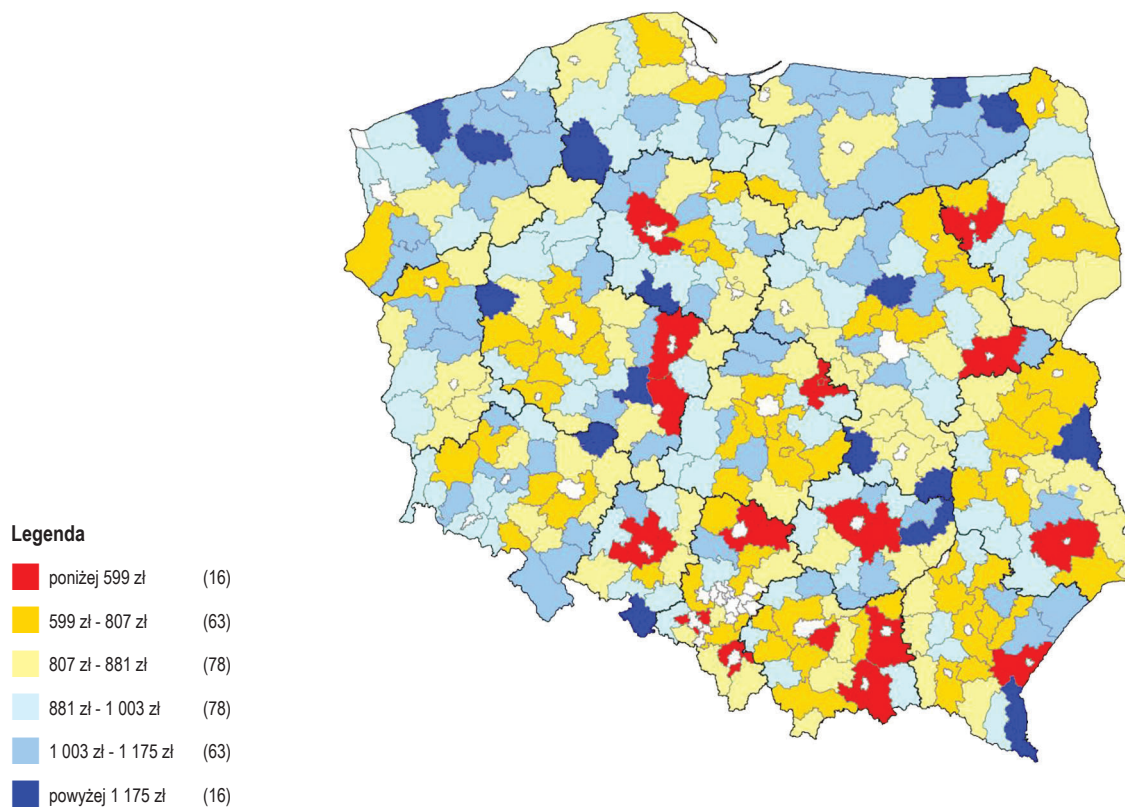 Legenda
poniżej 599 zł (16)
599 zł - 807 zł (63)
807 zł - 881 zł (78)
881 zł - 1 003 zł (78)
1 003 zł - 1 175 zł (63)
powyżej 1 175 zł (16)